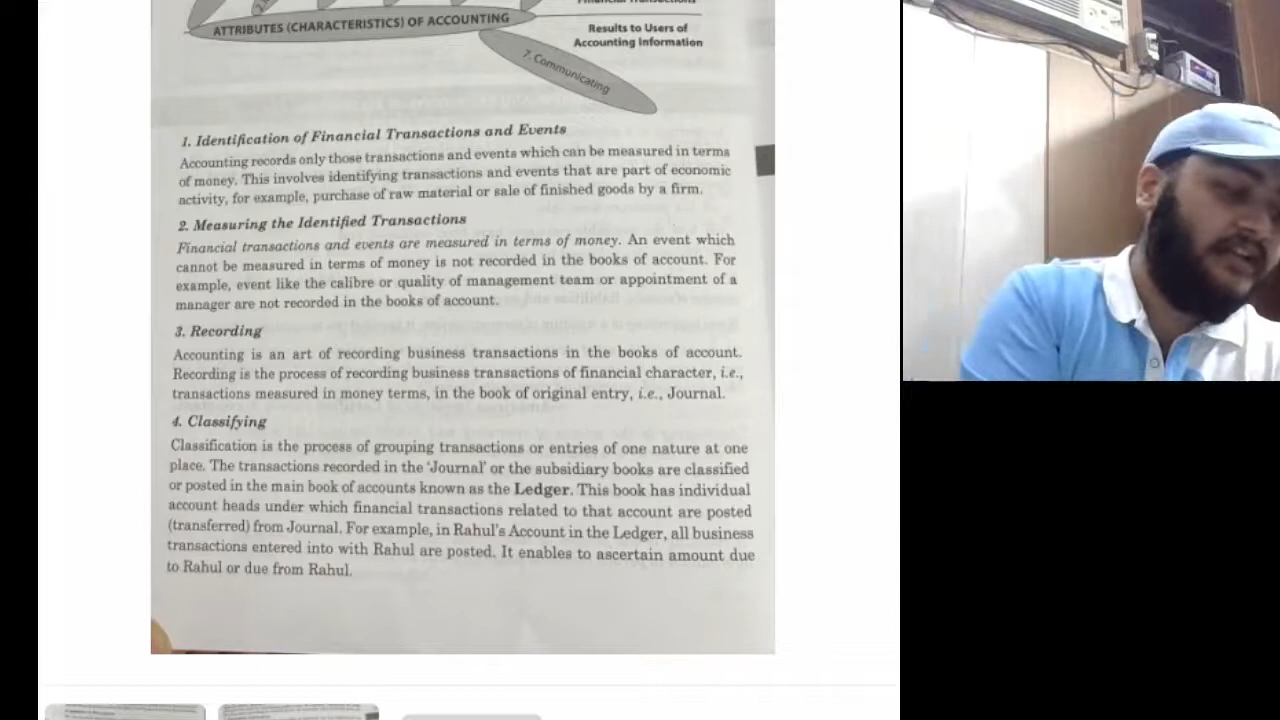 ATTRIBUTES (CHARACTERISTICS) OF ACCOUNTING
Results to Users of
Accounting Information
7. Communicating
1. Identification of Financial Transactions and Events
Accounting records only those transactions and events which can be measured in terms
of money. This involves identifying transactions and events that are part of economic
activity, for example, purchase of raw material or sale of finished goods by a firm.
2. Measuring the Identified Transactions
Financial transactions and events are measured in terms of money. An event which
cannot be measured in terms of money is not recorded in the books of account. For
example, event like the calibre or quality of management team or appointment of a
manager are not recorded in the books of account.
3. Recording
Accounting is an art of recording business transactions in the books of account.
Recording is the process of recording business transactions of financial character, i.e.,
transactions measured in money terms, in the book of original entry, i.e., Journal.
4. Classifying
Classification is the process of grouping transactions or entries of one nature at one
place. The transactions recorded in the 'Journal' or the subsidiary books are classified
or posted in the main book of accounts known as the Ledger. This book has individual
account heads under which financial transactions related to that account are posted
(transferred) from Journal. For example, in Rahul's Account in the Ledger, all business
transactions entered into with Rahul are posted. It enables to ascertain amount due
to Rahul or due from Rahul.